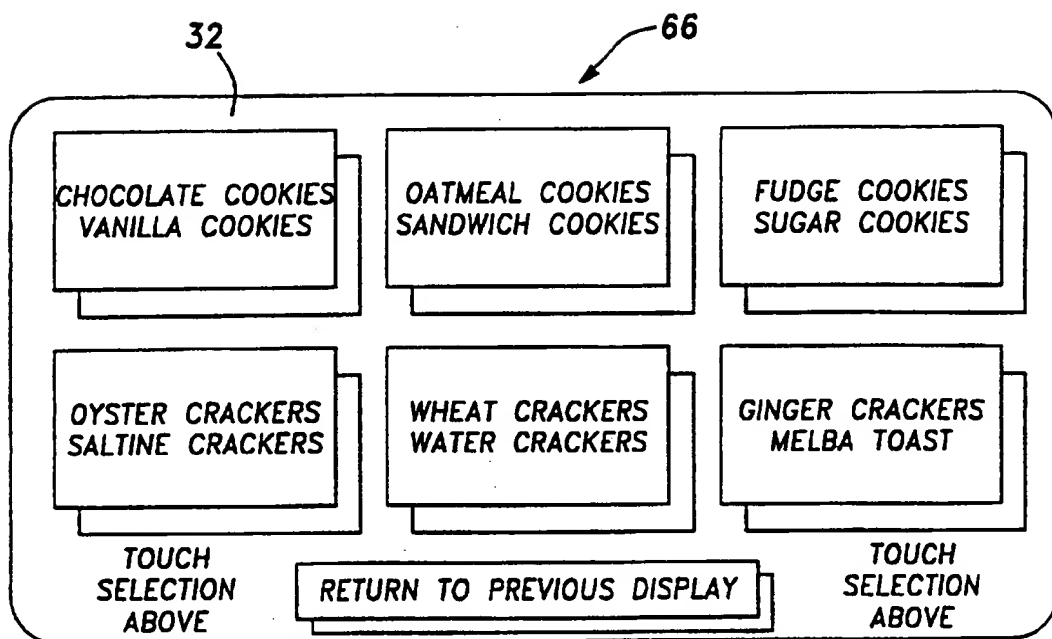 32
66
CHOCOLATE COOKIES
VANILLA COOKIES
OATMEAL COOKIES
SANDWICH COOKIES
FUDGE COOKIES
SUGAR COOKIES
OYSTER CRACKERS
SALTINE CRACKERS
WHEAT CRACKERS
WATER CRACKERS
GINGER CRACKERS
MELBA TOAST
TOUCH
SELECTION
ABOVE
RETURN TO PREVIOUS DISPLAY
TOUCH
SELECTION
ABOVE